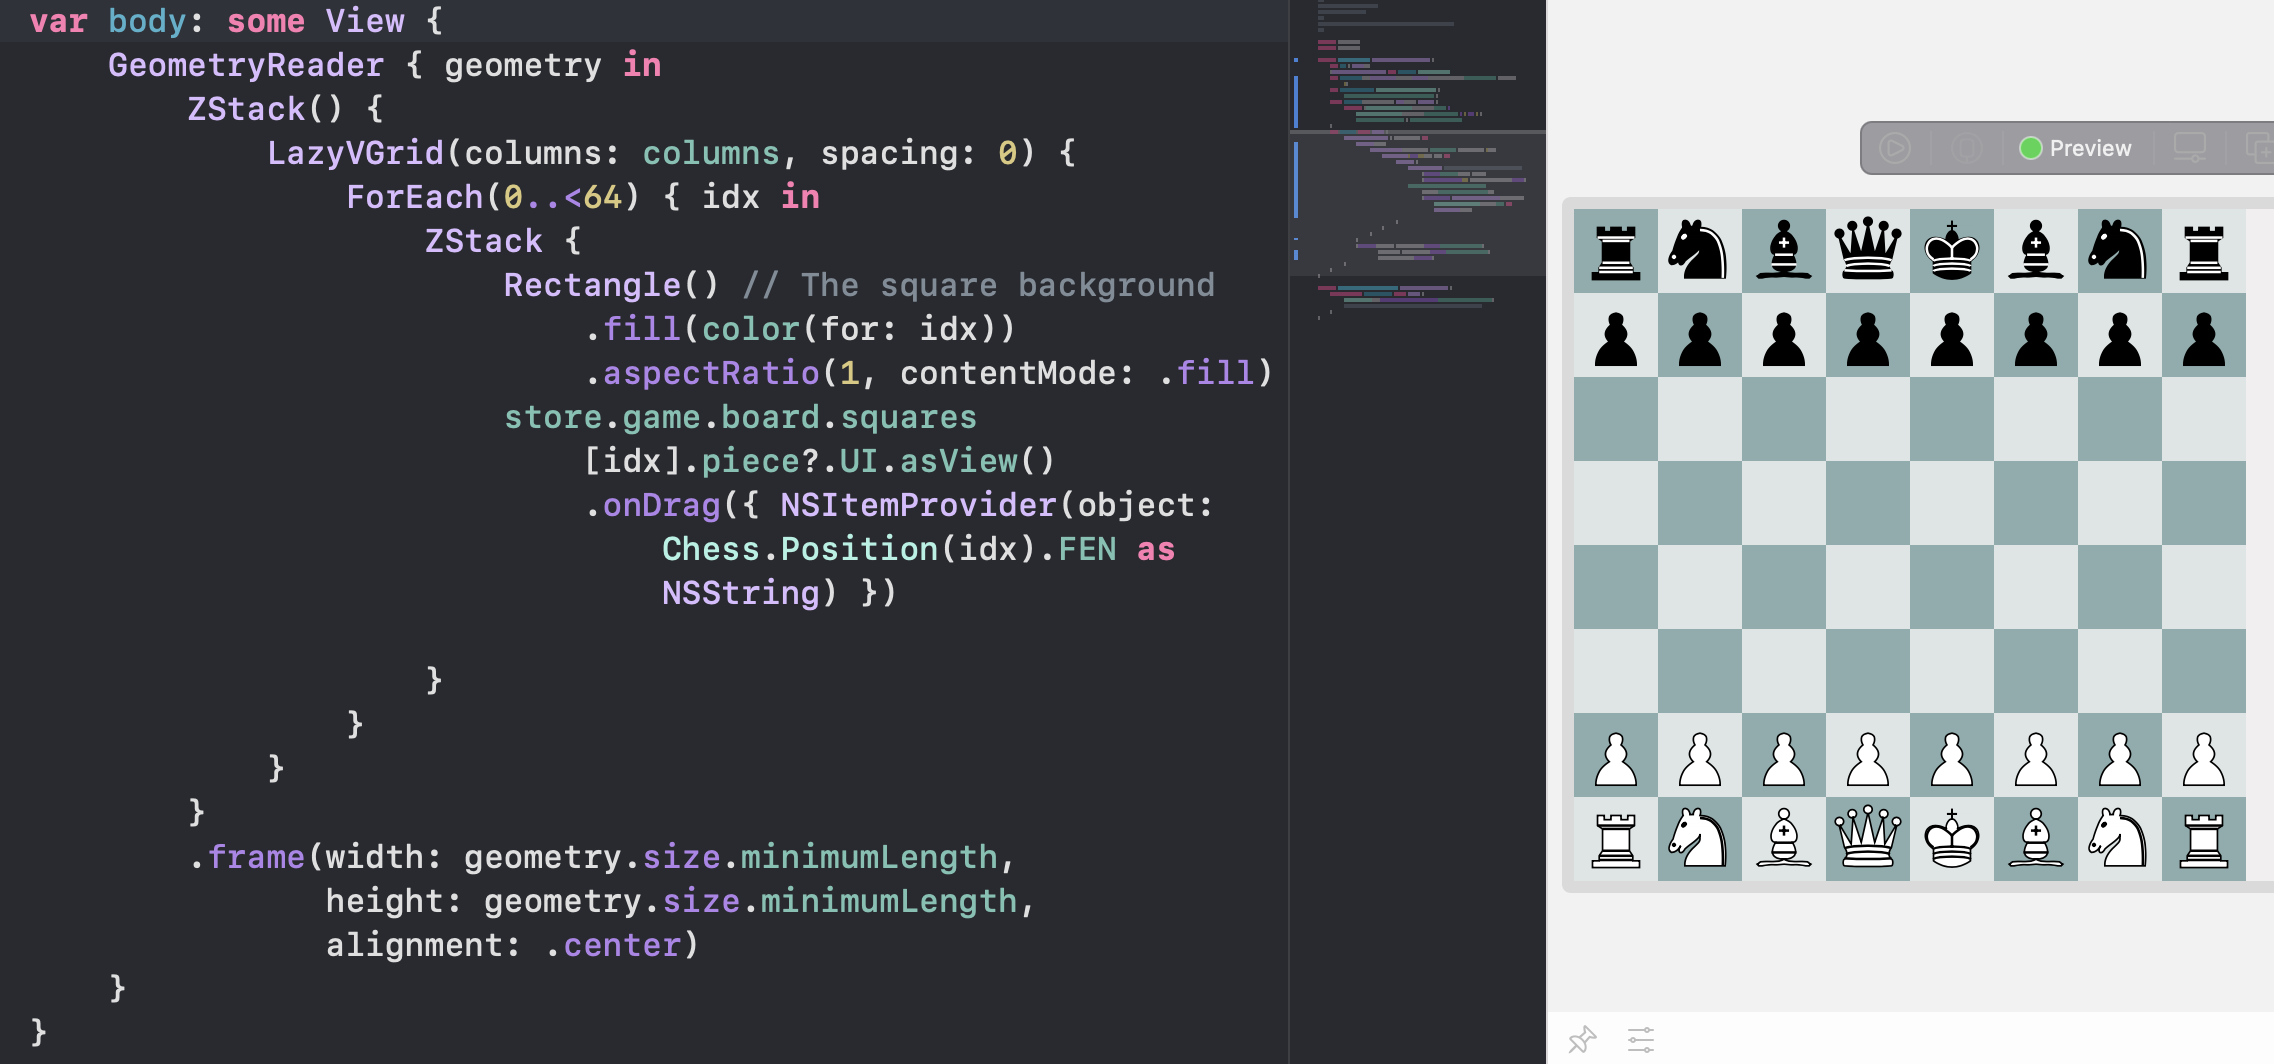 var body: some View {
GeometryReader { geometry in
ZStack() {
LazyVGrid(columns: columns, spacing: 0) {
ForEach(0..<64) { idx in
ZStack {
Rectangle() // The square background
.fill(color(for: idx))
.aspectRatio(1, contentMode: .fill)
store.game.board.squares
[idx].piece?.UI.asView()
.onDrag({ NSItemProvider(object:
Chess.Position(idx).FEN as
NSString) })
}
}
}
}
.frame(width: geometry.size.minimumLength,
height: geometry.size.minimumLength,
alignment: .center)
}
}
Preview